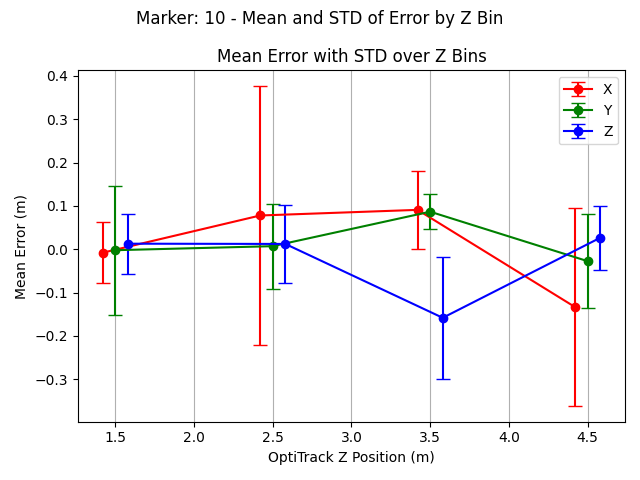 Marker: 10 - Mean and STD of Error by Z Bin
Mean Error with STD over Z Bins
0.4
0.3
0.2
0.1
0.0
−0.1
−0.2
−0.3
Mean Error (m)
X
Y
Z
1.5 2.0 2.5 3.0 3.5 4.0 4.5
OptiTrack Z Position (m)